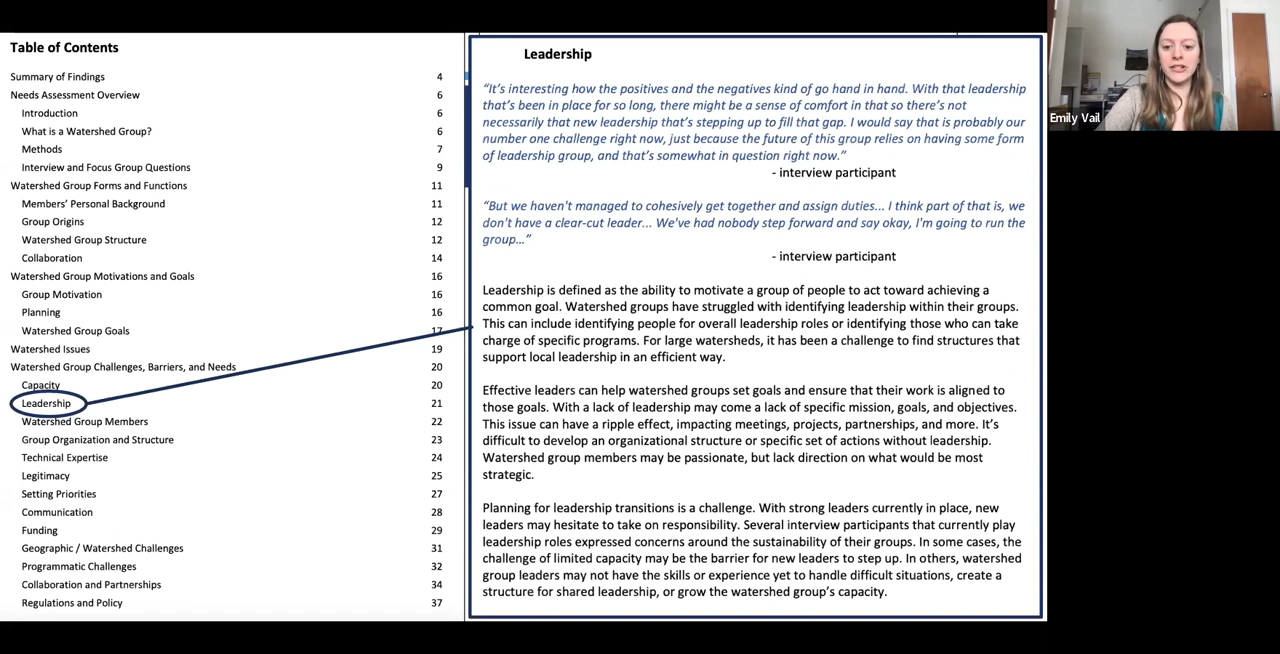 Table of Contents
Summary of Findings 4
Needs Assessment Overview 6
Introduction 6
What is a Watershed Group? 6
Methods 7
Interview and Focus Group Questions 9
Watershed Group Forms and Functions 11
Members' Personal Background 11
Group Origins 12
Watershed Group Structure 12
Collaboration 14
Watershed Group Motivations and Goals 16
Group Motivation 16
Planning 16
Watershed Group Goals 17
Watershed Issues 19
Watershed Group Challenges, Barriers, and Needs 20
Capacity 20
Leadership 21
Watershed Group Members 22
Group Organization and Structure 23
Technical Expertise 24
Legitimacy 25
Setting Priorities 27
Communication 28
Funding 29
Geographic / Watershed Challenges 31
Programmatic Challenges 32
Collaboration and Partnerships 34
Regulations and Policy 37
Leadership
“It’s interesting how the positives and the negatives kind of go hand in hand. With that leadership
that’s been in place for so long, there might be a sense of comfort in that so there’s not
necessarily that new leadership that’s stepping up to fill that gap. I would say that is probably our
number one challenge right now, just because the future of this group relies on having some form
of leadership group, and that’s somewhat in question right now.”
- interview participant
“But we haven't managed to cohesively get together and assign duties... I think part of that is, we
don't have a clear-cut leader... We've had nobody step forward and say okay, I'm going to run the
group...”
- interview participant
Leadership is defined as the ability to motivate a group of people to act toward achieving a
common goal. Watershed groups have struggled with identifying leadership within their groups.
This can include identifying people for overall leadership roles or identifying those who can take
charge of specific programs. For large watersheds, it has been a challenge to find structures that
support local leadership in an efficient way.
Effective leaders can help watershed groups set goals and ensure that their work is aligned to
those goals. With a lack of leadership may come a lack of specific mission, goals, and objectives.
This issue can have a ripple effect, impacting meetings, projects, partnerships, and more. It’s
difficult to develop an organizational structure or specific set of actions without leadership.
Watershed group members may be passionate, but lack direction on what would be most
strategic.
Planning for leadership transitions is a challenge. With strong leaders currently in place, new
leaders may hesitate to take on responsibility. Several interview participants that currently play
leadership roles expressed concerns around the sustainability of their groups. In some cases, the
challenge of limited capacity may be the barrier for new leaders to step up. In others, watershed
group leaders may not have the skills or experience yet to handle difficult situations, create a
structure for shared leadership, or grow the watershed group’s capacity.
Emily Vail